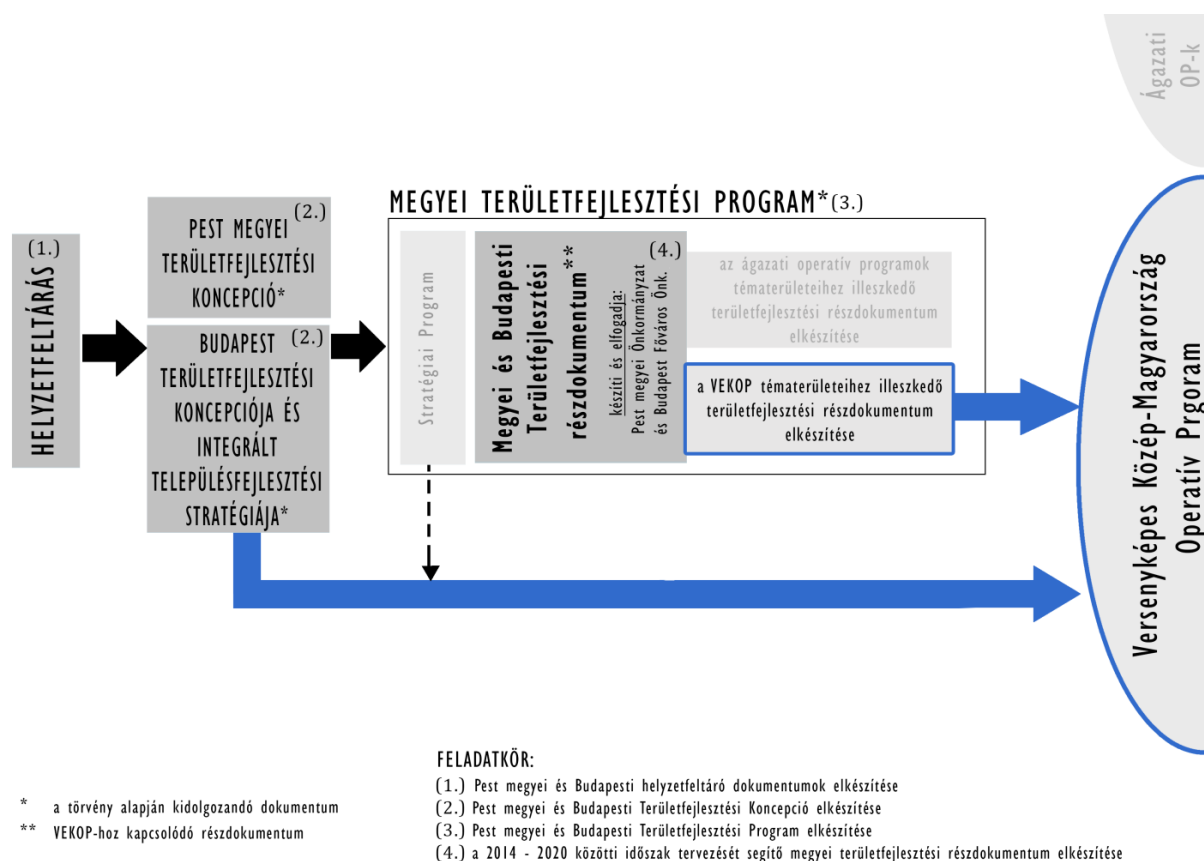 Ágazati
OP-k
MEGYEI TERÜLETFEJLESZTÉSI PROGRAM*(3.)
(1.)
HELYZETFELTÁRÁS
(2.)
PEST MEGYEI
TERÜLETFEJLESZTÉSI
KONCEPCIÓ*
BUDAPEST (2.)
TERÜLETFEJLESZTÉSI
KONCEPCIÓJA ÉS
INTEGRÁLT
TELEPÜLÉSFEJLESZTÉSI
STRATÉGIÁJA*
Stratégiai Program
(4.)
Megyei és Budapesti
Területfejlesztési
részdokumentum**
készíti és elfogadja:
Pest megyei Önkormányzat
és Budapest Főváros Önk.
az ágazati operatív programok
tématerületeihez illeszkedő
területfejlesztési részdokumentum
elkészítése
a VEKOP tématerületeihez illeszkedő
területfejlesztési részdokumentum
elkészítése
Versenyképes Közép-Magyarország
Operatív Prgoram
FELADATKÖR:
(1.) Pest megyei és Budapesti helyzetfeltáró dokumentumok elkészítése
(2.) Pest megyei és Budapesti Területfejlesztési Koncepció elkészítése
(3.) Pest megyei és Budapesti Területfejlesztési Program elkészítése
(4.) a 2014 - 2020 közötti időszak tervezését segítő megyei területfejlesztési részdokumentum elkészítése
* a törvény alapján kidolgozandó dokumentum
** VEKOP-hoz kapcsolódó részdokumentum